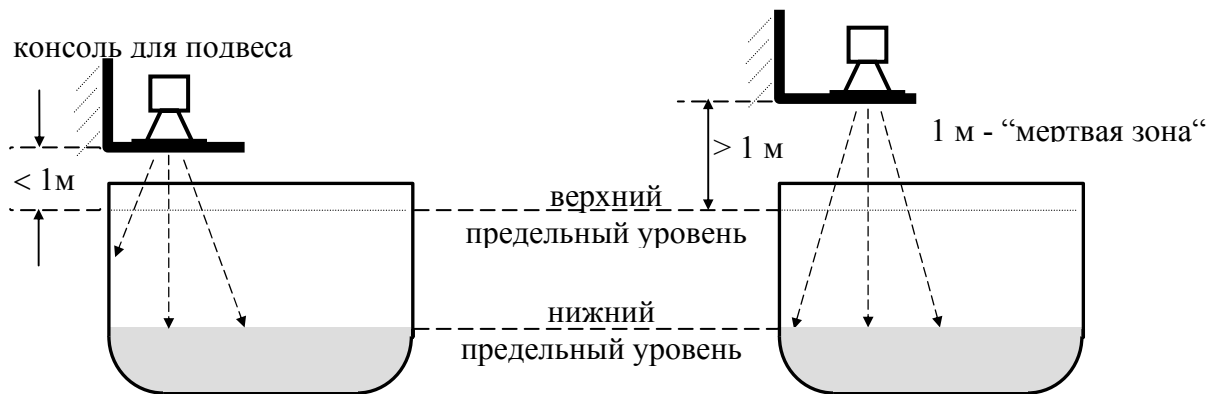 консоль для подвеса
1 м - “мертвая зона“
> 1 м
< 1м
верхний
предельный уровень
нижний
предельный уровень